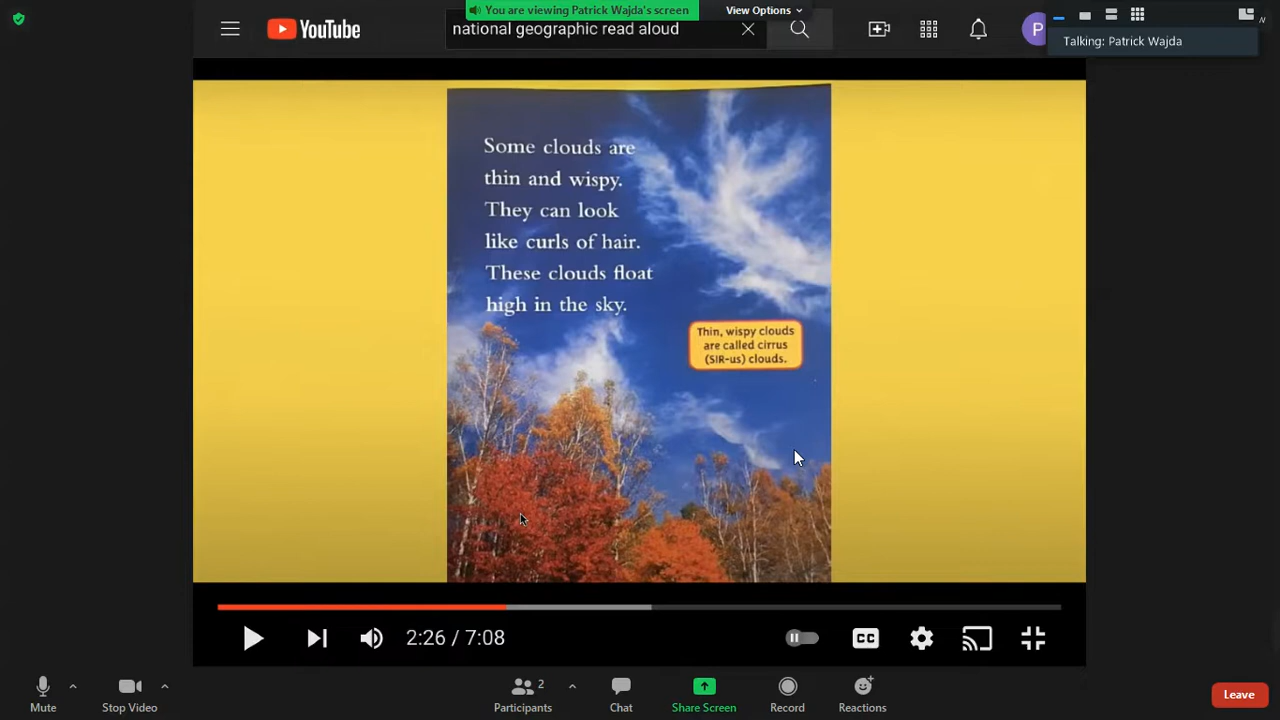 You are viewing Patrick Wajda's screen
View Options
YouTube
national geographic read aloud
P
Talking: Patrick Wajda
Some clouds are
thin and wispy.
They can look
like curls of hair.
These clouds float
high in the sky.
Thin, wispy clouds
are called cirrus
(SIR-us) clouds.
2:26 / 7:08
CC
Mute
Stop Video
2
Participants
Chat
Share Screen
Record
Reactions
Leave